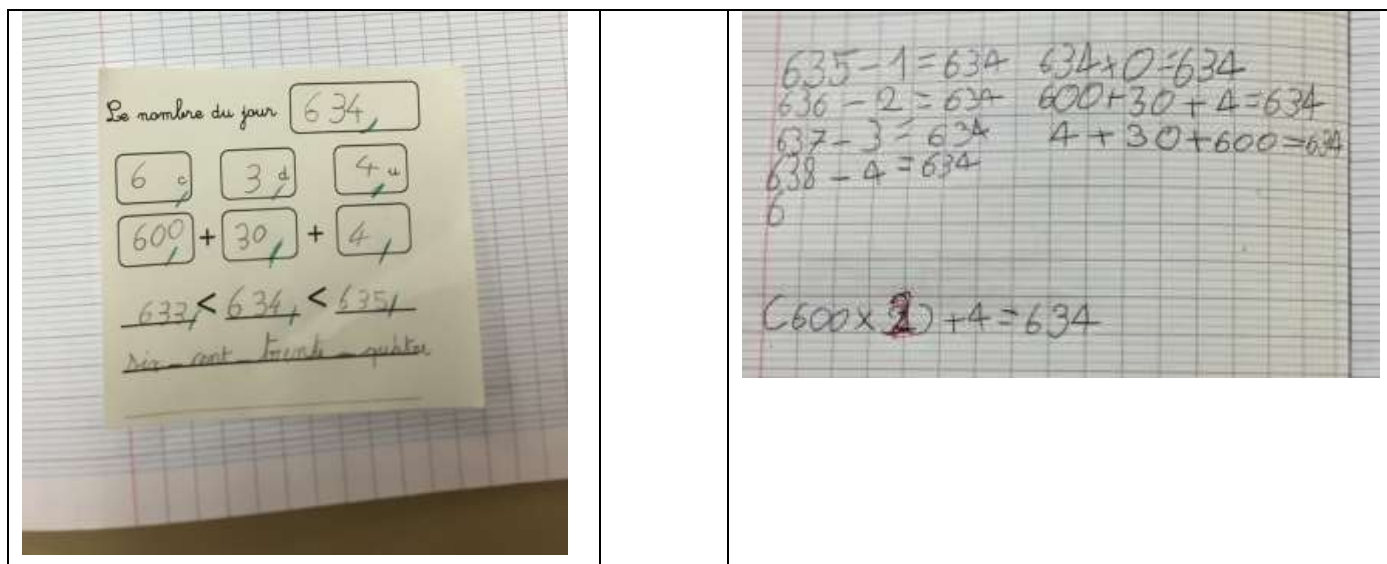 Le nombre du jour 634
6 c 3 d 4 u
600 + 30 + 4
633 < 634 < 635
six-cent-trente-quatre
635-1=634 634+0=634
636-2=634 600+30+4=634
637-3=634 4+30+600=634
638-4=634
6
(600x ) +4=634